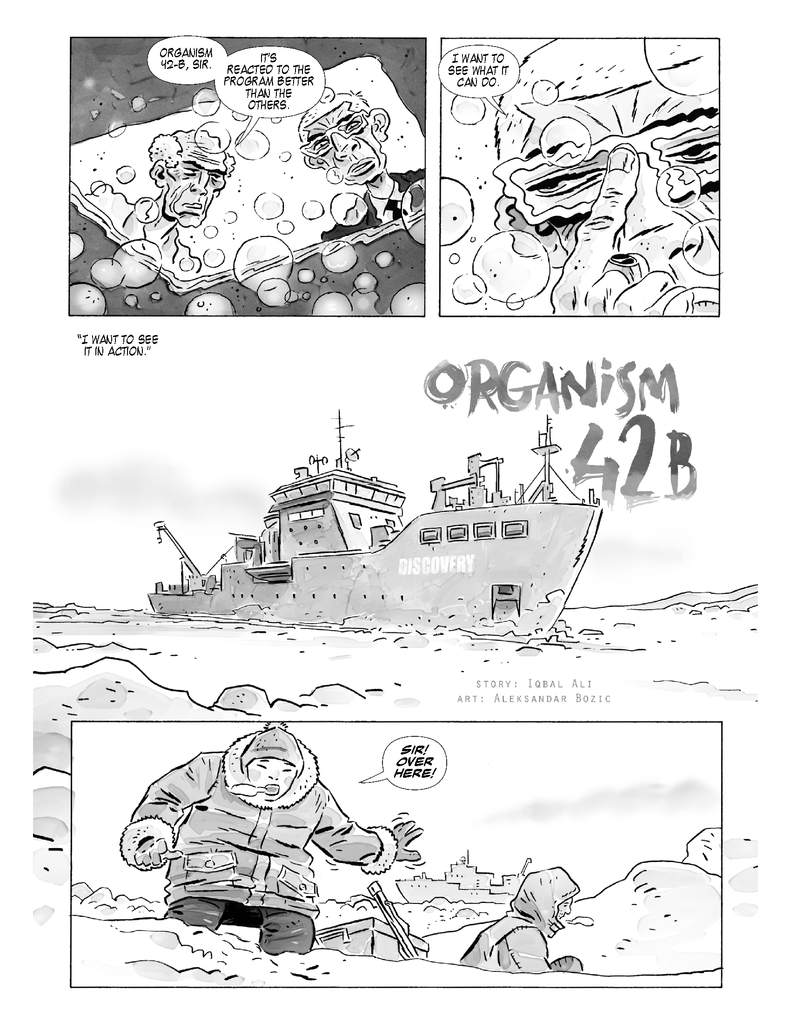 ORGANISM
42-B, SIR.
IT'S
REACTED TO THE
PROGRAM BETTER
THAN THE
OTHERS.
I WANT TO
SEE WHAT IT
CAN DO.
"I WANT TO SEE
IT IN ACTION."
ORGANISM
42B
DISCOVERY
STORY: IQBAL ALI
ART: ALEKSANDAR BOZIC
SIR!
OVER
HERE!